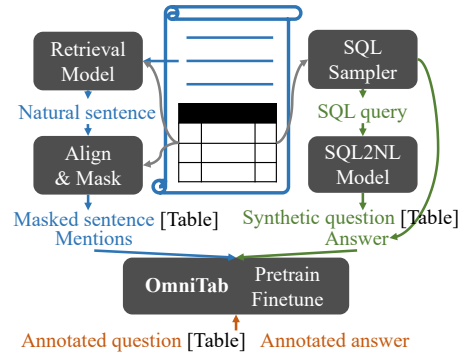 Retrieval
Model
SQL
Sampler
Natural sentence
SQL query
Align
& Mask
SQL2NL
Model
Masked sentence [Table]
Mentions
Synthetic question [Table]
Answer
OmniTab
Pretrain
Finetune
Annotated question [Table] Annotated answer